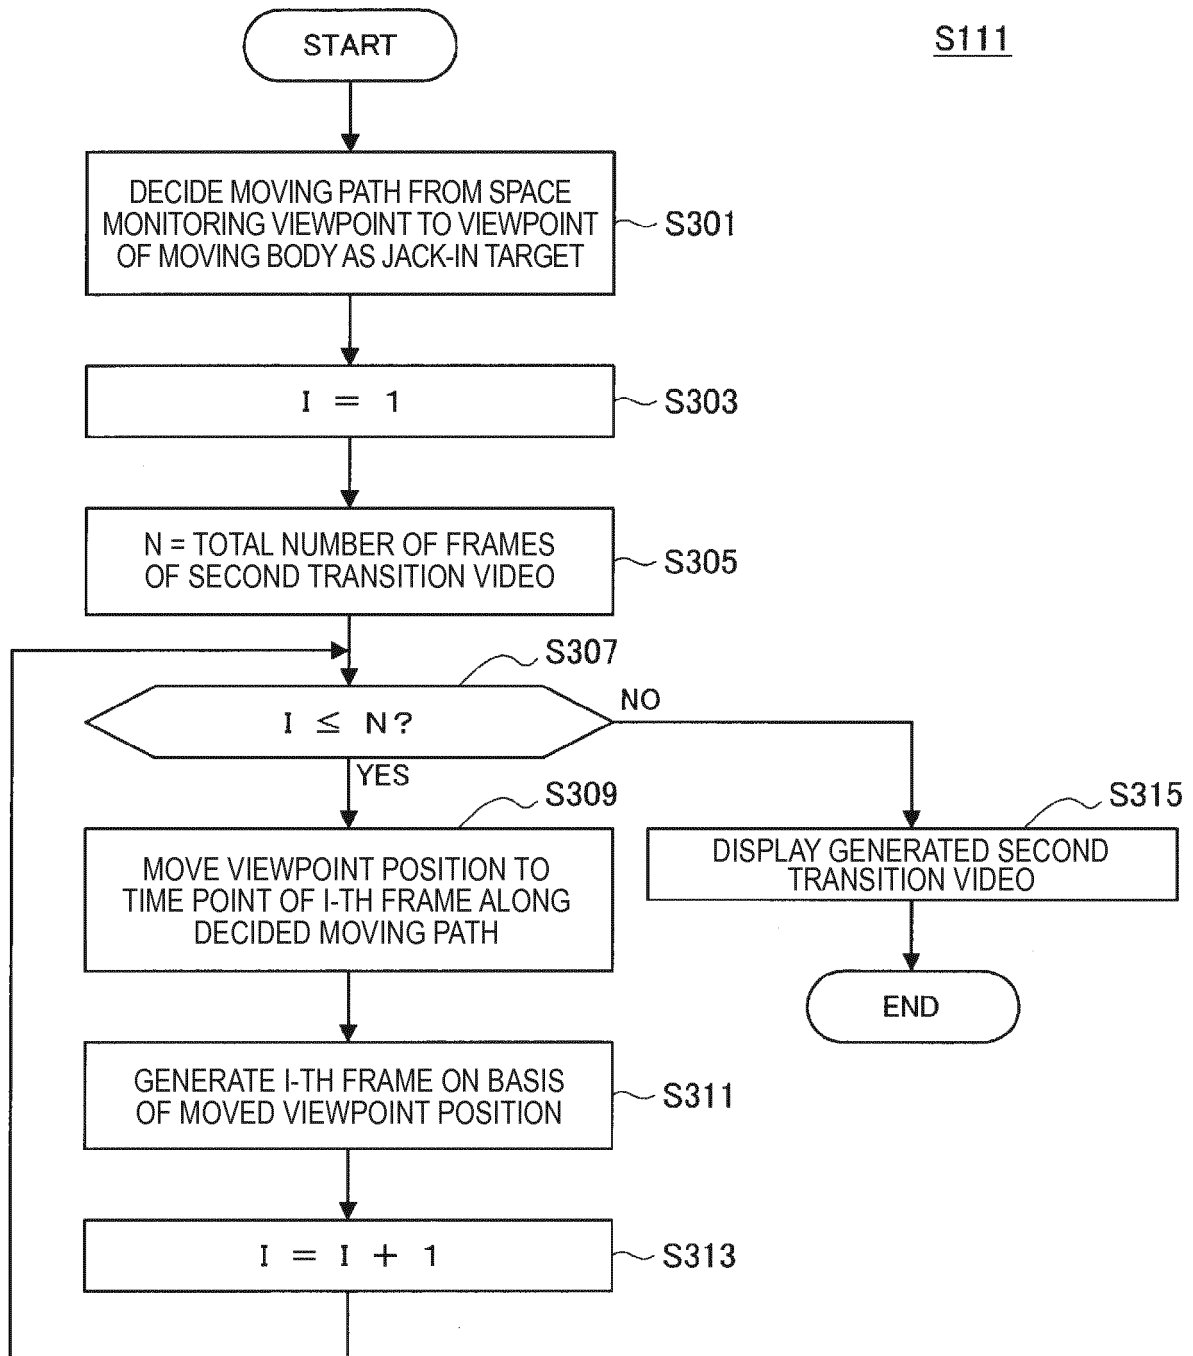 START
S111
DECIDE MOVING PATH FROM SPACE
MONITORING VIEWPOINT TO VIEWPOINT
OF MOVING BODY AS JACK-IN TARGET
S301
I = 1
S303
N = TOTAL NUMBER OF FRAMES
OF SECOND TRANSITION VIDEO
S305
S307
I ≤ N?
NO
YES
S309
MOVE VIEWPOINT POSITION TO
TIME POINT OF I-TH FRAME ALONG
DECIDED MOVING PATH
S315
DISPLAY GENERATED SECOND
TRANSITION VIDEO
END
GENERATE I-TH FRAME ON BASIS
OF MOVED VIEWPOINT POSITION
S311
I = I + 1
S313